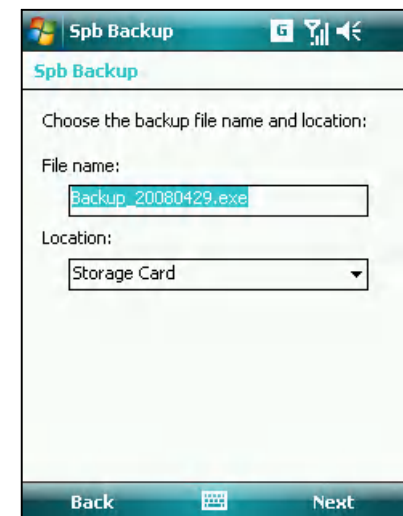 Spb Backup
G
Spb Backup
Choose the backup file name and location:
File name:
Backup_20080429.exe
Location:
Storage Card
Back
Next